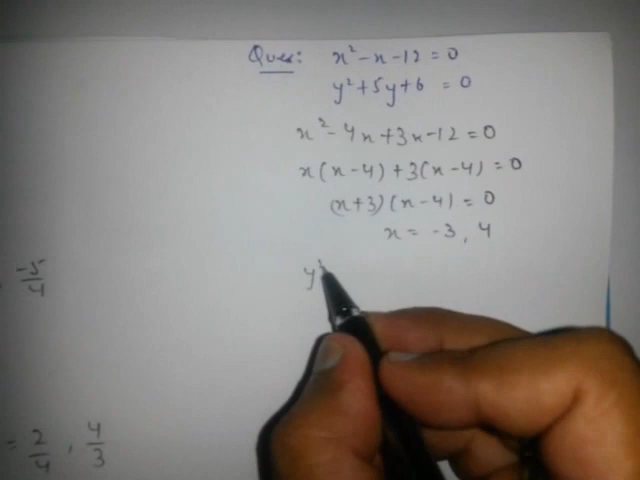 Ques: x² - x - 12 = 0
y² + 5y + 6 = 0
x² - 4x + 3x - 12 = 0
x(x - 4) + 3(x - 4) = 0
(x + 3)(x - 4) = 0
x = -3, 4
y²
-5/4
= 2/4, 4/3